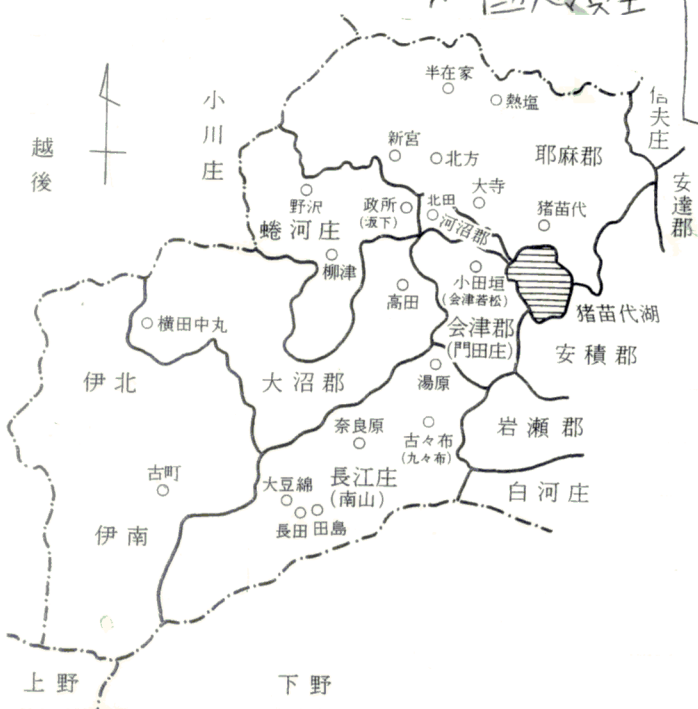 半在家
熱塩
信夫庄
小川庄
越後
新宮
北方
耶麻郡
大寺
安達郡
野沢
政所
(坂下)
北田
河沼郡
猪苗代
蜷河庄
柳津
高田
小田垣
(会津若松)
猪苗代湖
横田中丸
会津郡
(門田庄)
安積郡
伊北
大沼郡
湯原
奈良原
古々布
(九々布)
岩瀬郡
古町
大豆綿
長江庄
(南山)
白河庄
伊南
長田
田島
上野
下野